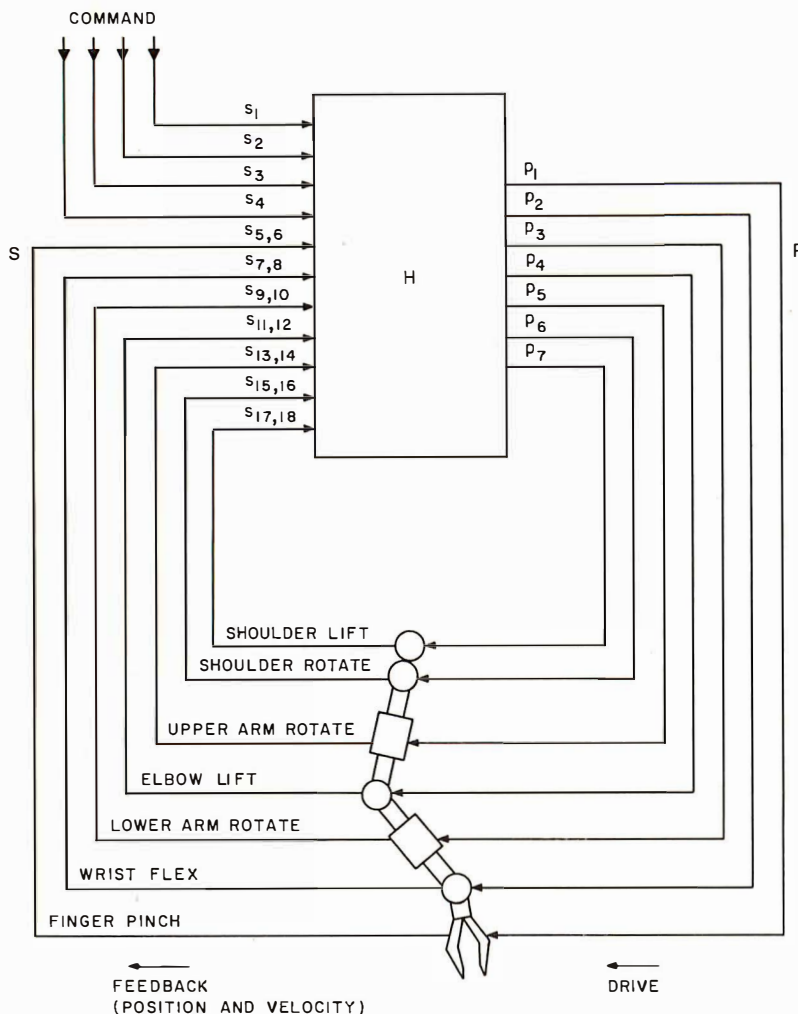 COMMAND
s1
s2
s3
s4
s5,6
s7,8
s9,10
s11,12
s13,14
s15,16
s17,18
S
H
p1
p2
p3
p4
p5
p6
p7
SHOULDER LIFT
SHOULDER ROTATE
UPPER ARM ROTATE
ELBOW LIFT
LOWER ARM ROTATE
WRIST FLEX
FINGER PINCH
FEEDBACK
(POSITION AND VELOCITY)
DRIVE